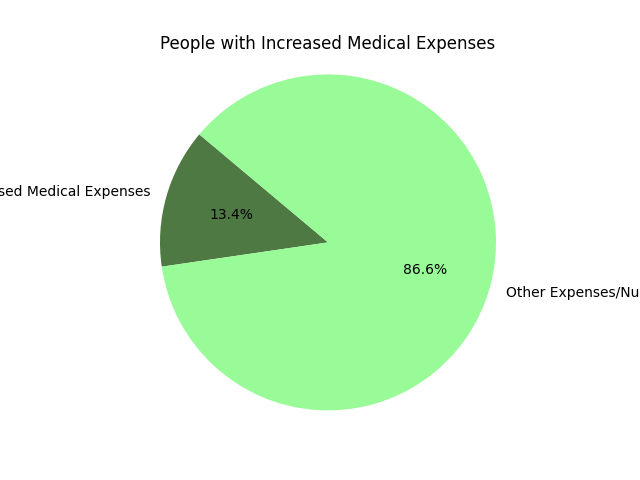 People with Increased Medical Expenses
sed Medical Expenses
13.4%
86.6%
Other Expenses/Nu